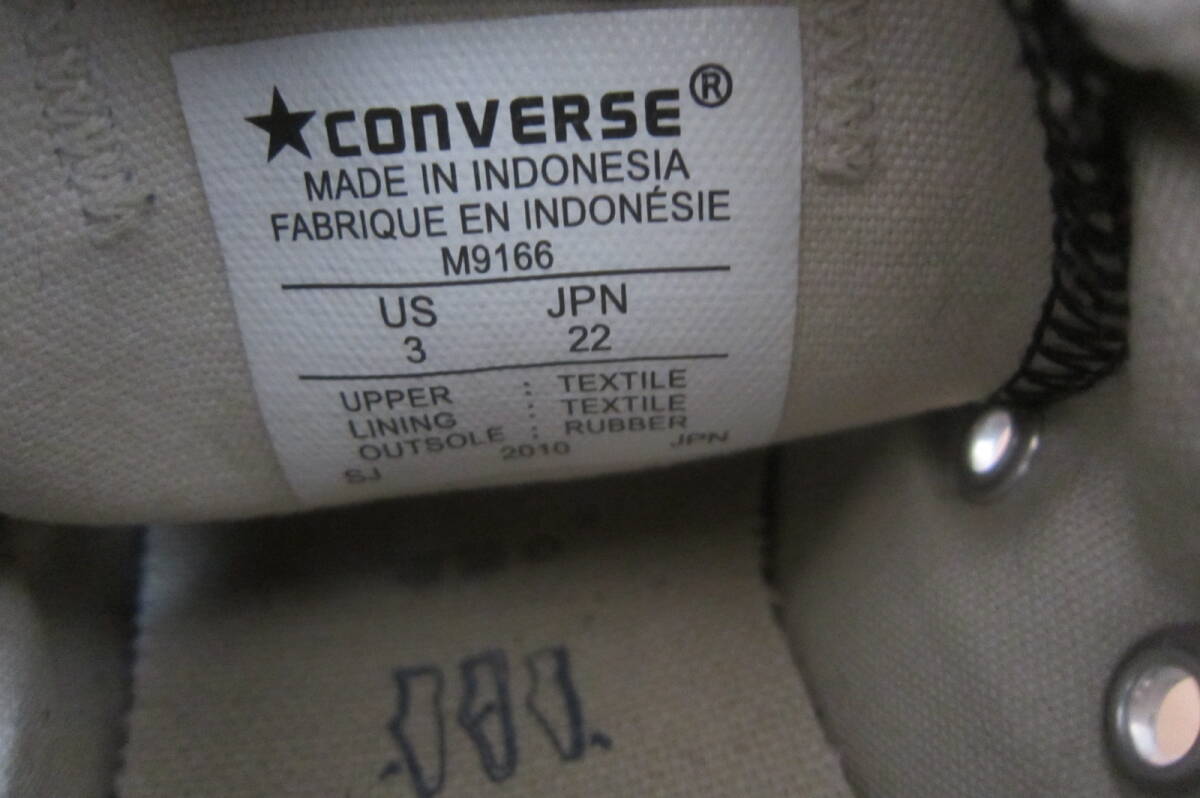 ★CONVERSE®
MADE IN INDONESIA
FABRIQUE EN INDONÉSIE
M9166
US JPN
3 22
UPPER : TEXTILE
LINING : TEXTILE
OUTSOLE : RUBBER
SJ 2010 JPN